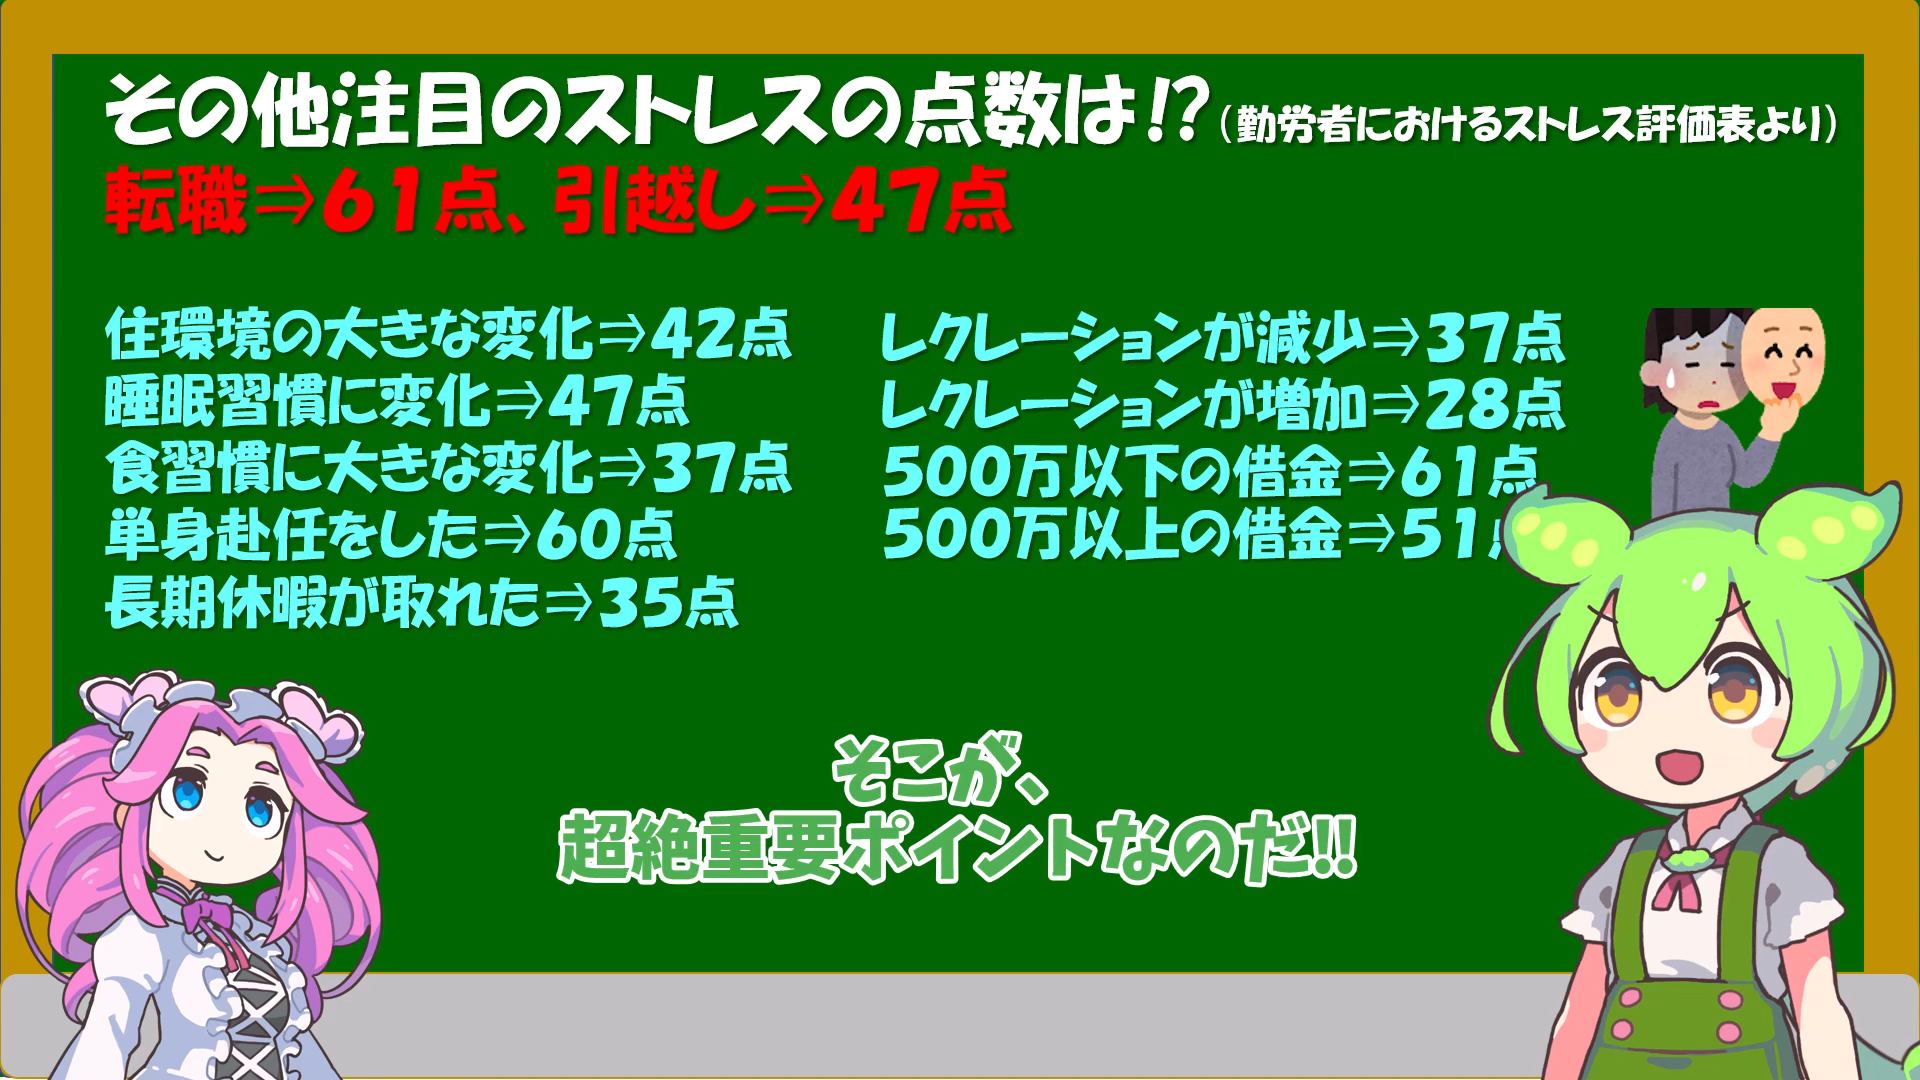 その他注目のストレスの点数は!?（勤労者におけるストレス評価表より）
転職⇒61点、引越し⇒47点
住環境の大きな変化⇒42点
睡眠習慣に変化⇒47点
食習慣に大きな変化⇒37点
単身赴任をした⇒60点
長期休暇が取れた⇒35点
レクレーションが減少⇒37点
レクレーションが増加⇒28点
500万以下の借金⇒61点
500万以上の借金⇒51点
そこが、
超絶重要ポイントなのだ!!